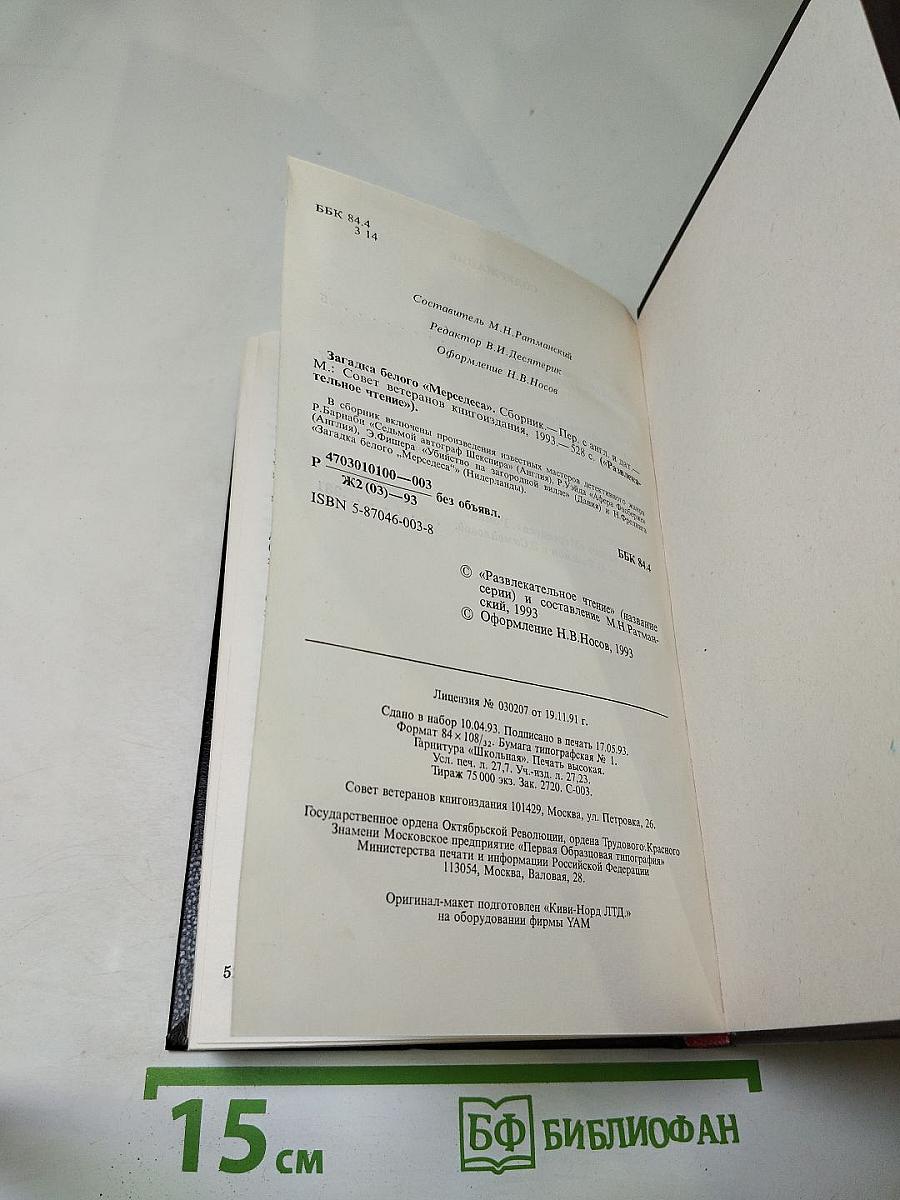 ББК 84.4
З 14
Составитель М.Н.Ратманский
Редактор В.И.Десятерик
Оформление Н.В.Носов
Загадка белого «Мерседеса». Сборник.— Пер. с англ. и дат.—
М.: Совет ветеранов книгоиздания, 1993.— 528 с. («Развлека-
тельное чтение»).
В сборник включены произведения известных мастеров детективного жанра
Р.Барнаби «Седьмой автограф Шекспира» (Англия), Р.Уэйда «Афера
(Англия), Э.Фишера «Убийство на загородной вилле» (Дания) и Н.Фрелинга
«Загадка белого „Мерседеса“» (Нидерланды).
Р 4703010100—003
Ж2 (03)—93 без объявл.
ISBN 5-87046-003-8
ББК 84.4
© «Развлекательное чтение» (название
серии) и составление М.Н.Ратман-
ский, 1993
© Оформление Н.В.Носов, 1993
Лицензия № 030207 от 19.11.91 г.
Сдано в набор 10.04.93. Подписано в печать 17.05.93.
Формат 84×108/32. Бумага типографская № 1.
Гарнитура «Школьная». Печать высокая.
Усл. печ. л. 27,7. Уч.-изд. л. 27,23.
Тираж 75 000 экз. Зак. 2720. С-003.
Совет ветеранов книгоиздания 101429, Москва, ул. Петровка, 26.
Государственное ордена Октябрьской Революции, ордена Трудового Красного
Знамени Московское предприятие «Первая Образцовая типография»
Министерства печати и информации Российской Федерации
113054, Москва, Валовая, 28.
Оригинал-макет подготовлен «Киви-Норд ЛТД.»
на оборудовании фирмы YAM
15 см
БФ БИБЛИОФАН